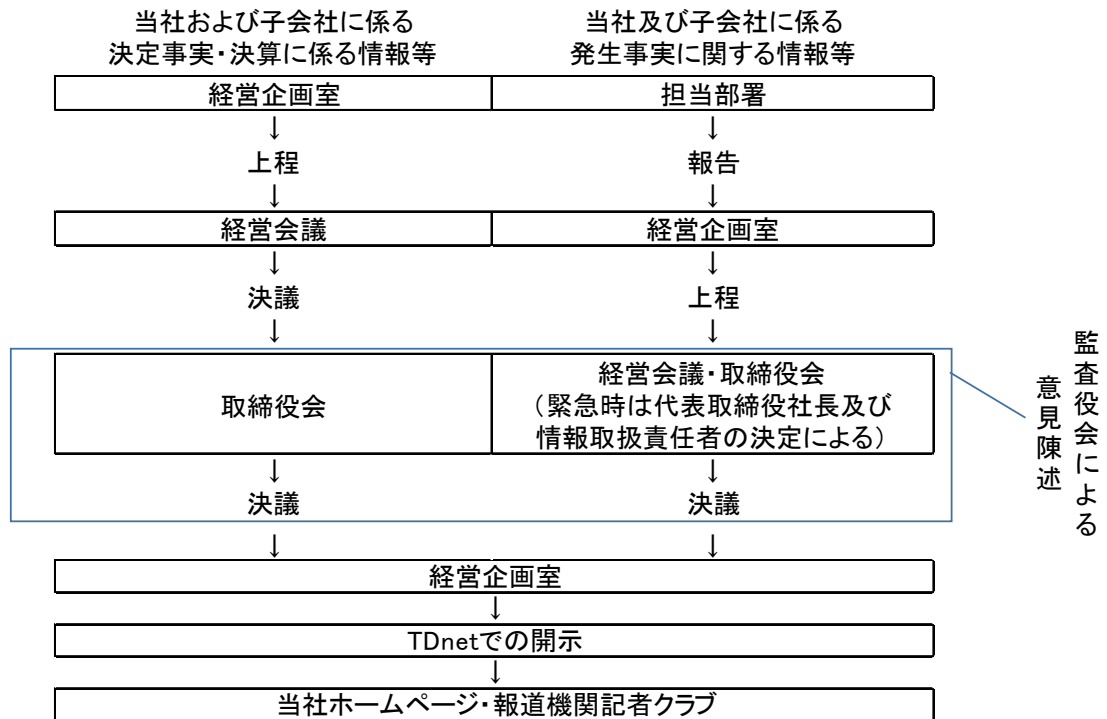 当社および子会社に係る
決定事実・決算に係る情報等
当社及び子会社に係る
発生事実に関する情報等
経営企画室
担当部署
↓
↓
上程
報告
↓
↓
経営会議
経営企画室
↓
↓
決議
上程
↓
↓
取締役会
経営会議・取締役会
（緊急時は代表取締役社長及び
情報取扱責任者の決定による）
↓
↓
決議
決議
監査役会による
意見陳述
↓
↓
経営企画室
↓
TDnetでの開示
↓
当社ホームページ・報道機関記者クラブ